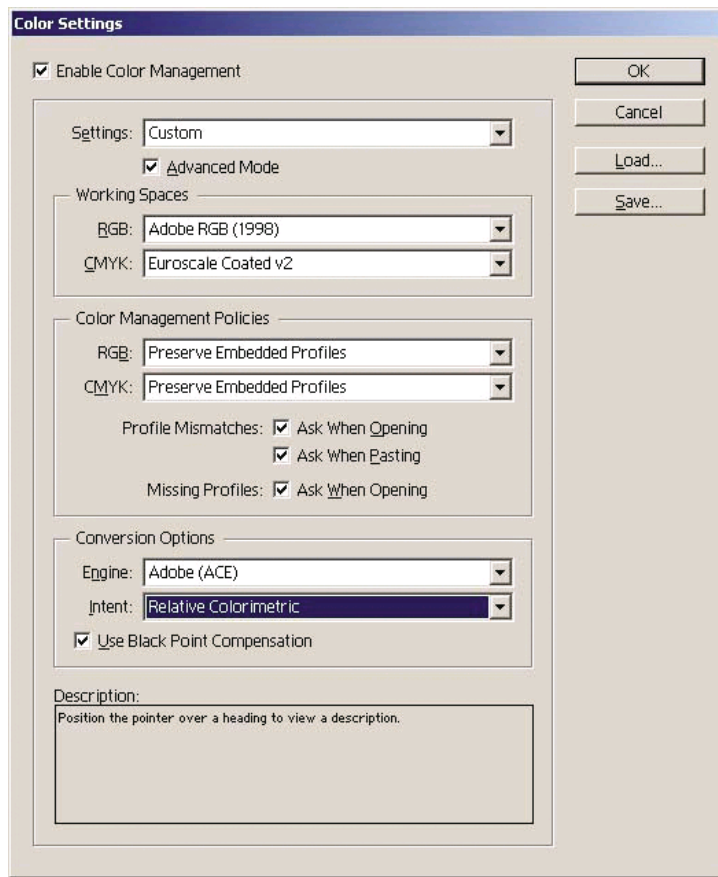 Color Settings
Enable Color Management
OK
Cancel
Load...
Save...
Settings: Custom
Advanced Mode
Working Spaces
RGB: Adobe RGB (1998)
CMYK: Euroscale Coated v2
Color Management Policies
RGB: Preserve Embedded Profiles
CMYK: Preserve Embedded Profiles
Profile Mismatches: Ask When Opening
Ask When Pasting
Missing Profiles: Ask When Opening
Conversion Options
Engine: Adobe (ACE)
Intent: Relative Colorimetric
Use Black Point Compensation
Description:
Position the pointer over a heading to view a description.